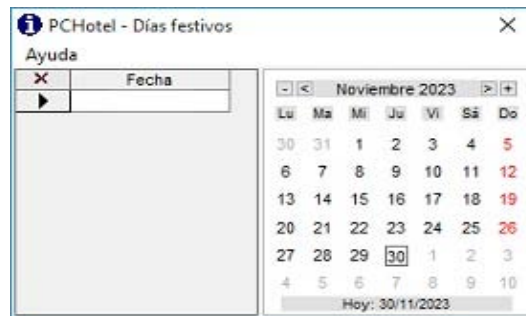 PCHotel - Días festivos
Ayuda
Fecha
- < Noviembre 2023 > +
Lu Ma Mi Ju Vi Sá Do
30 31 1 2 3 4 5
6 7 8 9 10 11 12
13 14 15 16 17 18 19
20 21 22 23 24 25 26
27 28 29 30 1 2 3
4 5 6 7 8 9 10
Hoy: 30/11/2023